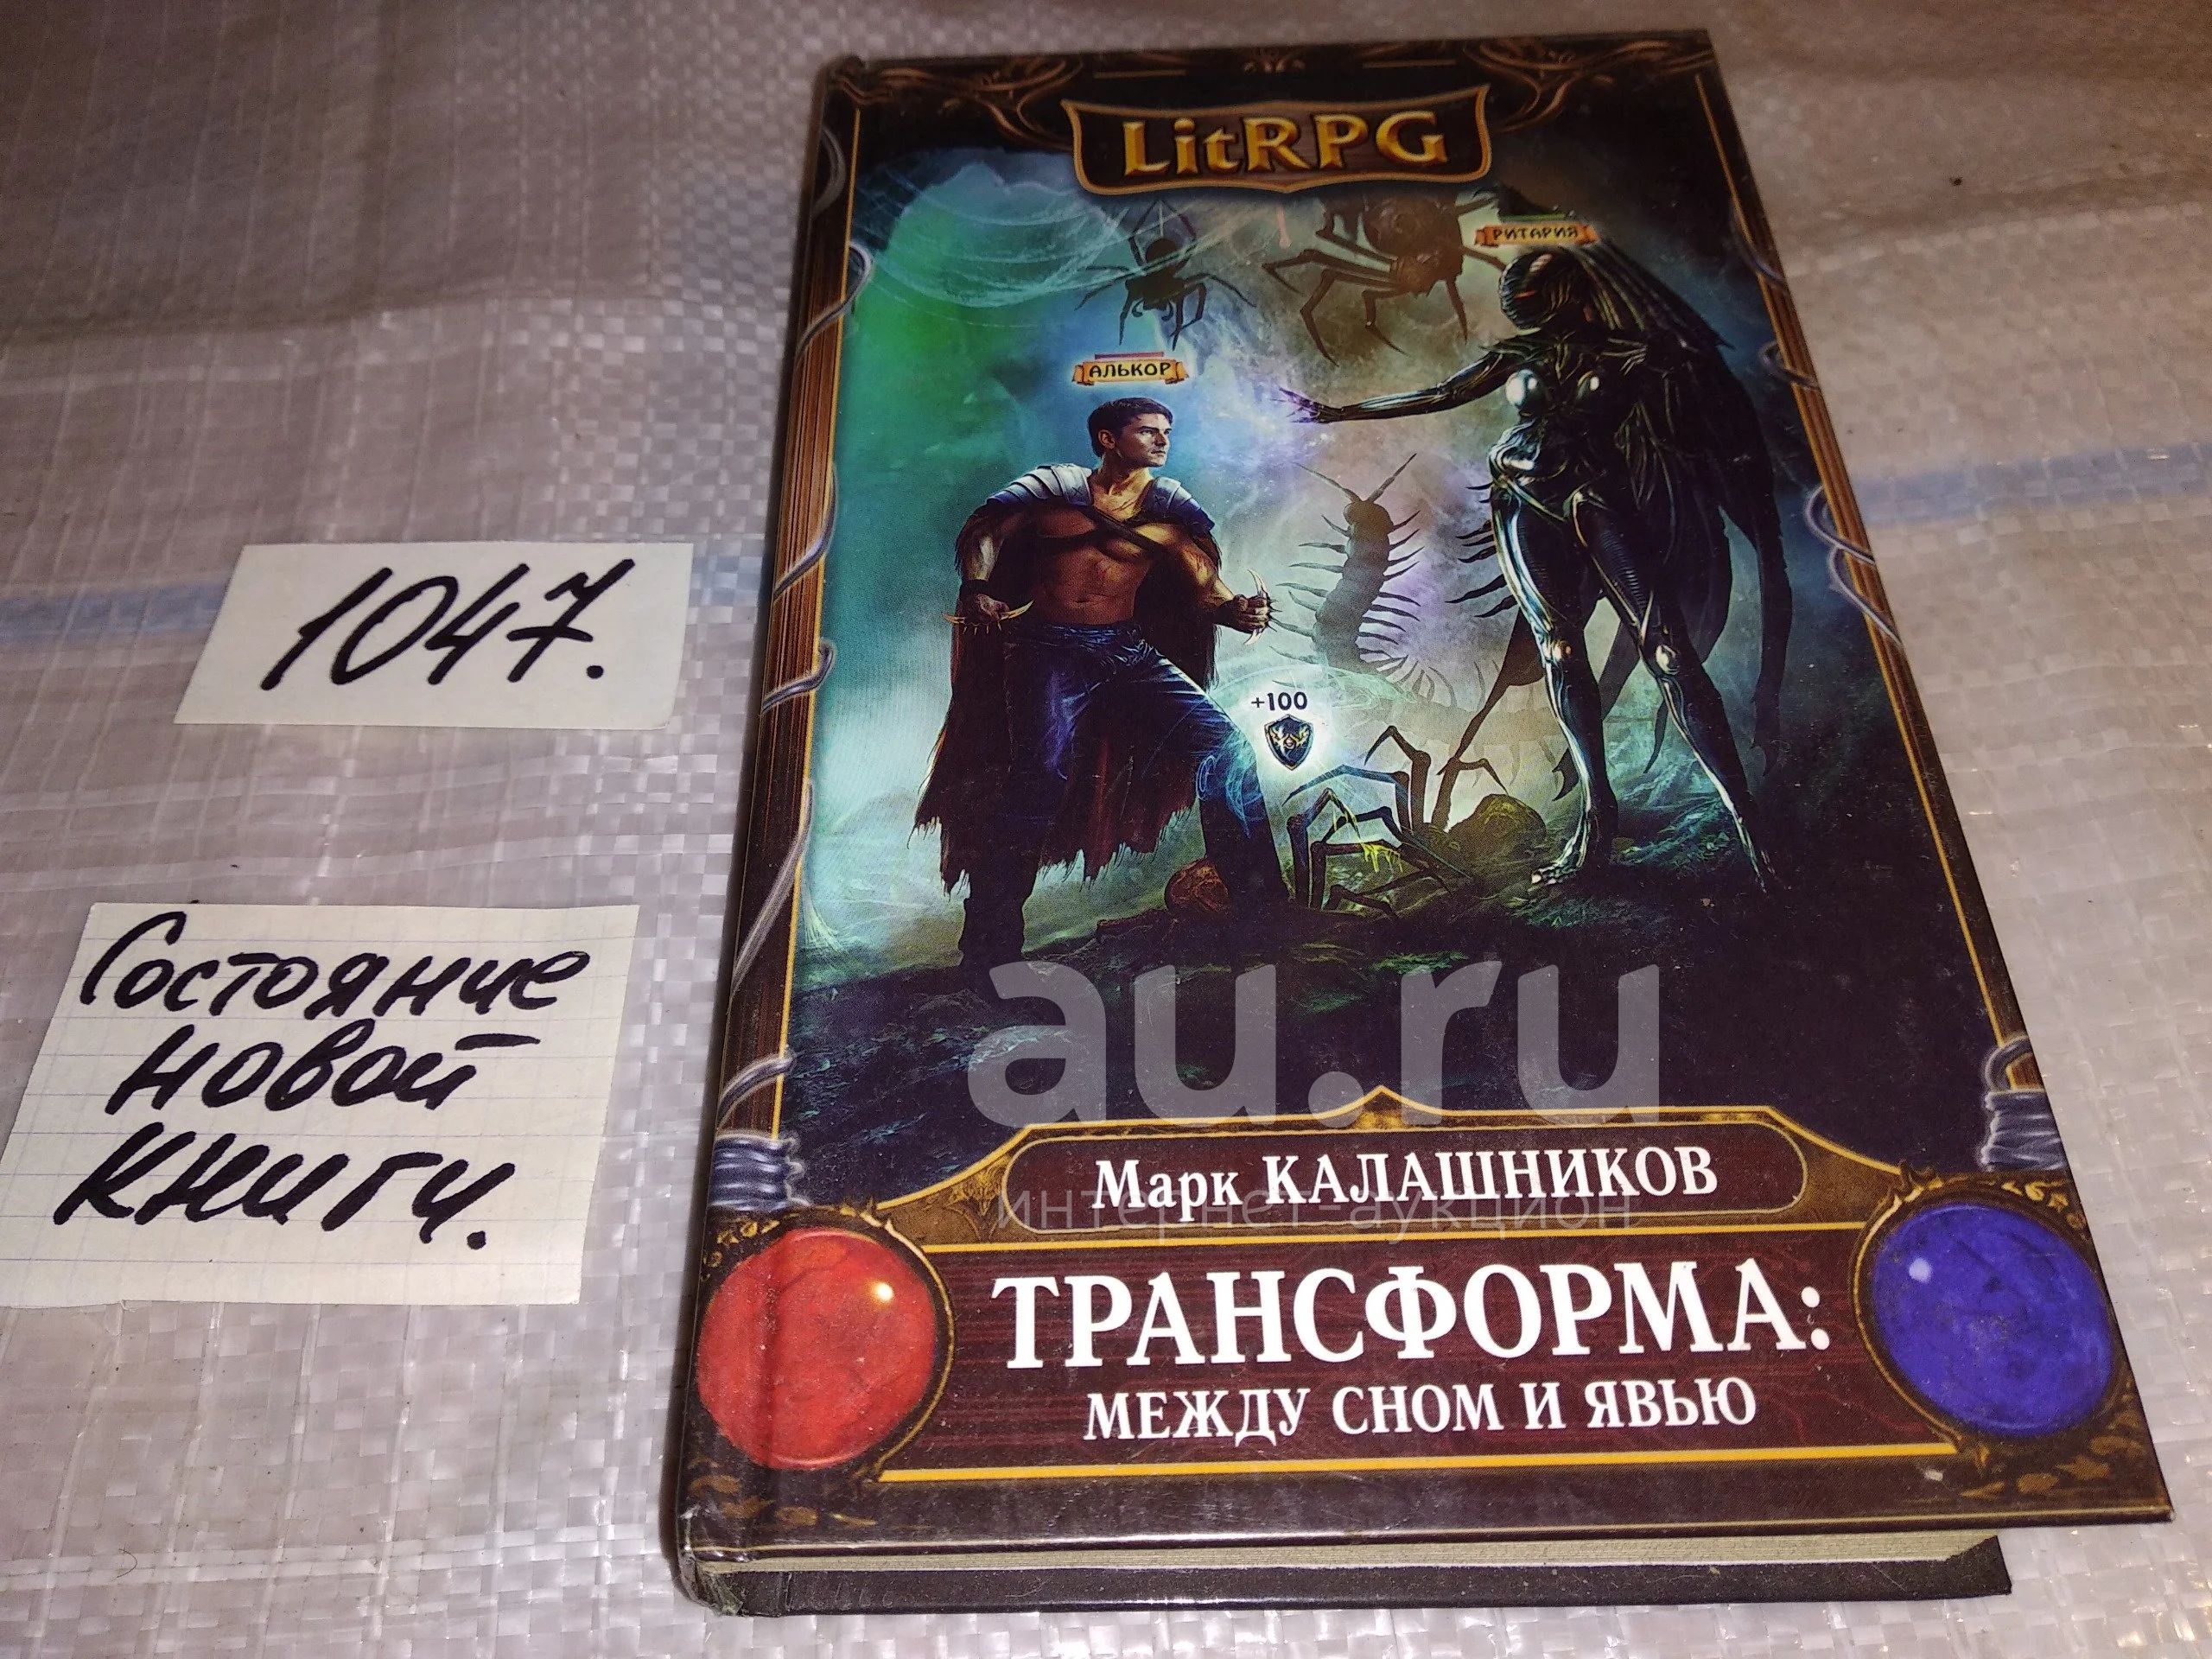 LitRPG
РИТАРИЯ
АЛЬКОР
1047.
+100
Состояние
новой
книги.
au.ru
интернет-аукцион
Марк КАЛАШНИКОВ
ТРАНСФОРМА:
МЕЖДУ СНОМ И ЯВЬЮ